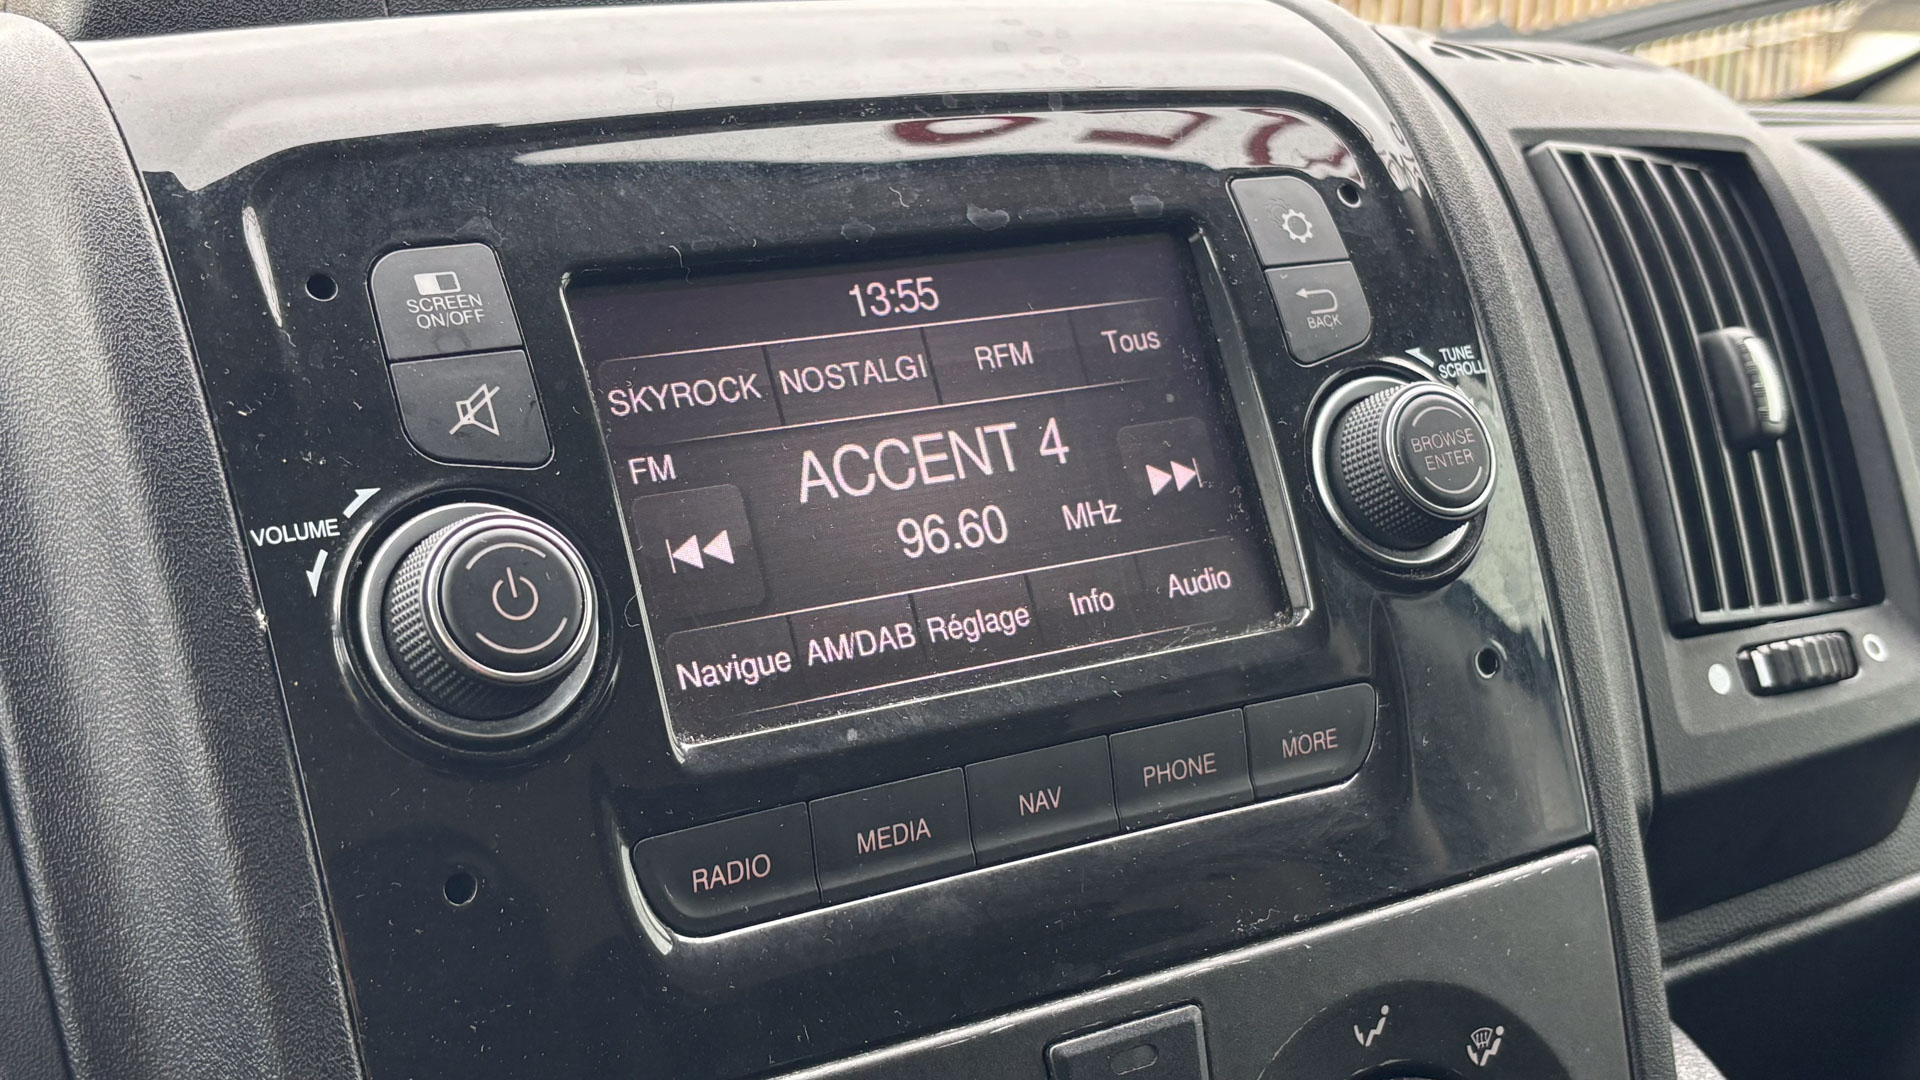 SCREEN
ON/OFF
VOLUME
13:55
SKYROCK NOSTALGI RFM Tous
FM
ACCENT 4
96.60 MHz
Navigue AM/DAB Réglage Info Audio
BACK
TUNE
SCROLL
BROWSE
ENTER
RADIO MEDIA NAV PHONE MORE